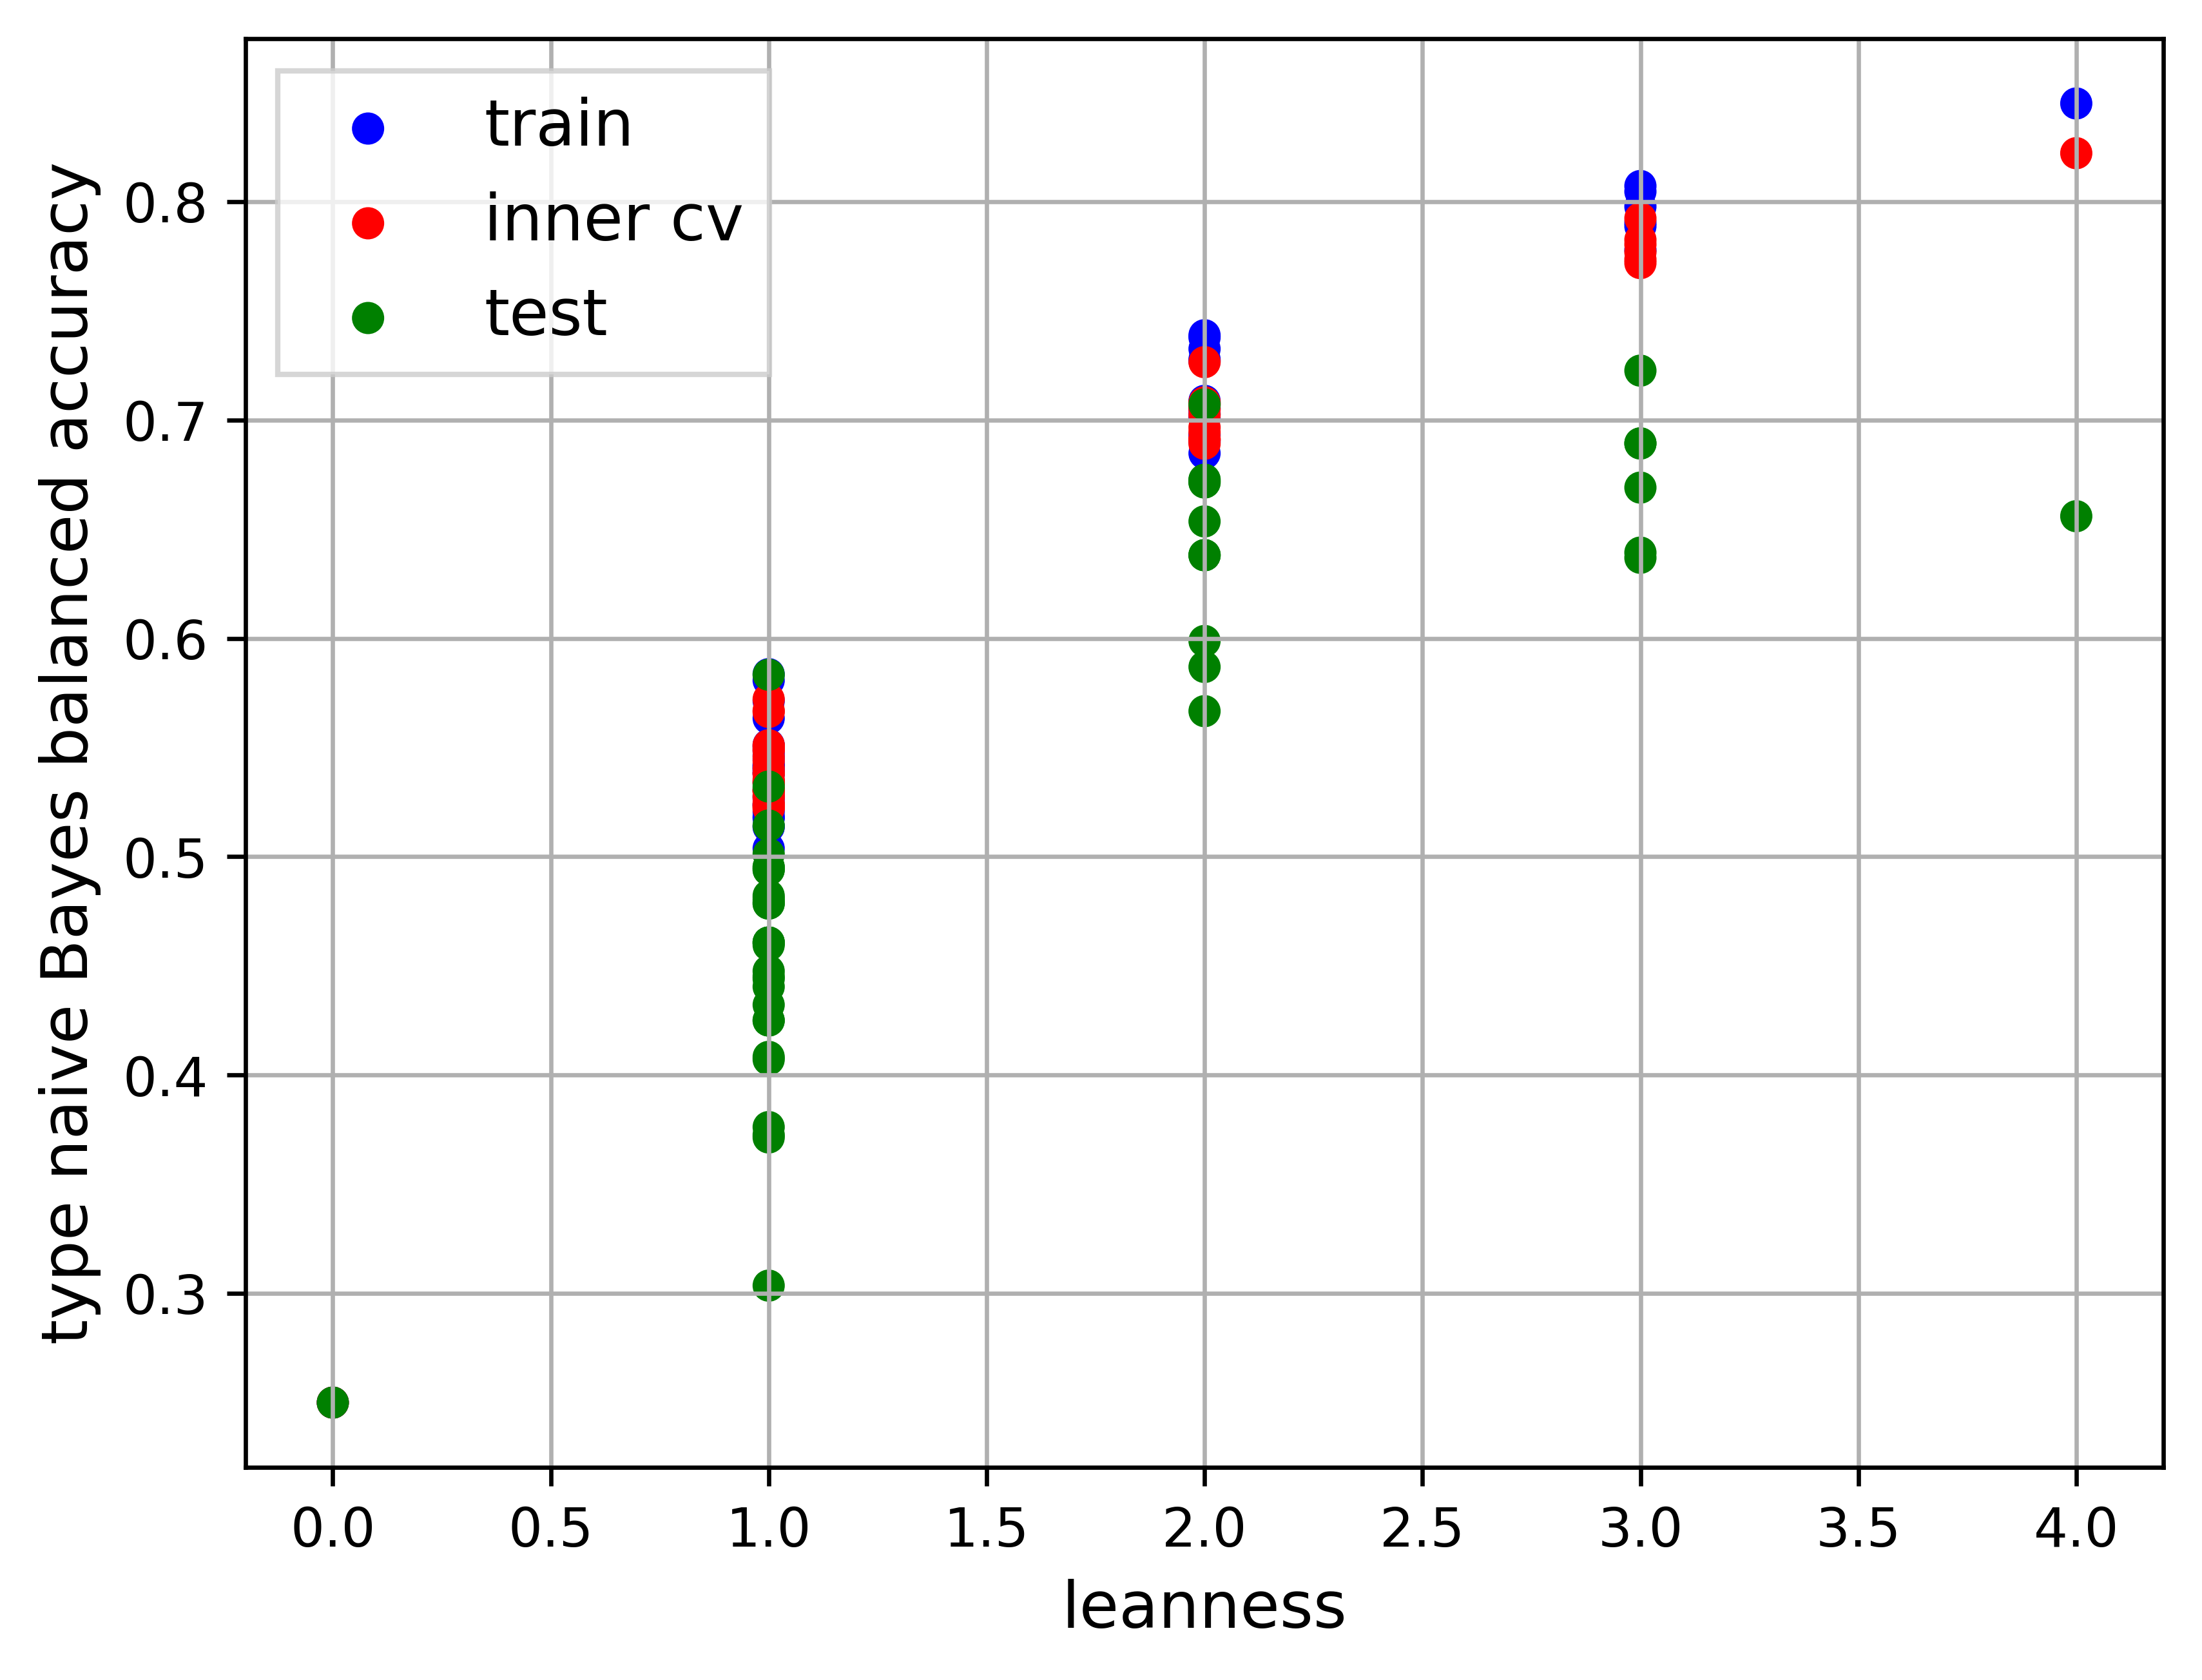 train
inner cv
test
type naive Bayes balanced accuracy
0.8
0.7
0.6
0.5
0.4
0.3
0.0 0.5 1.0 1.5 2.0 2.5 3.0 3.5 4.0
leanness